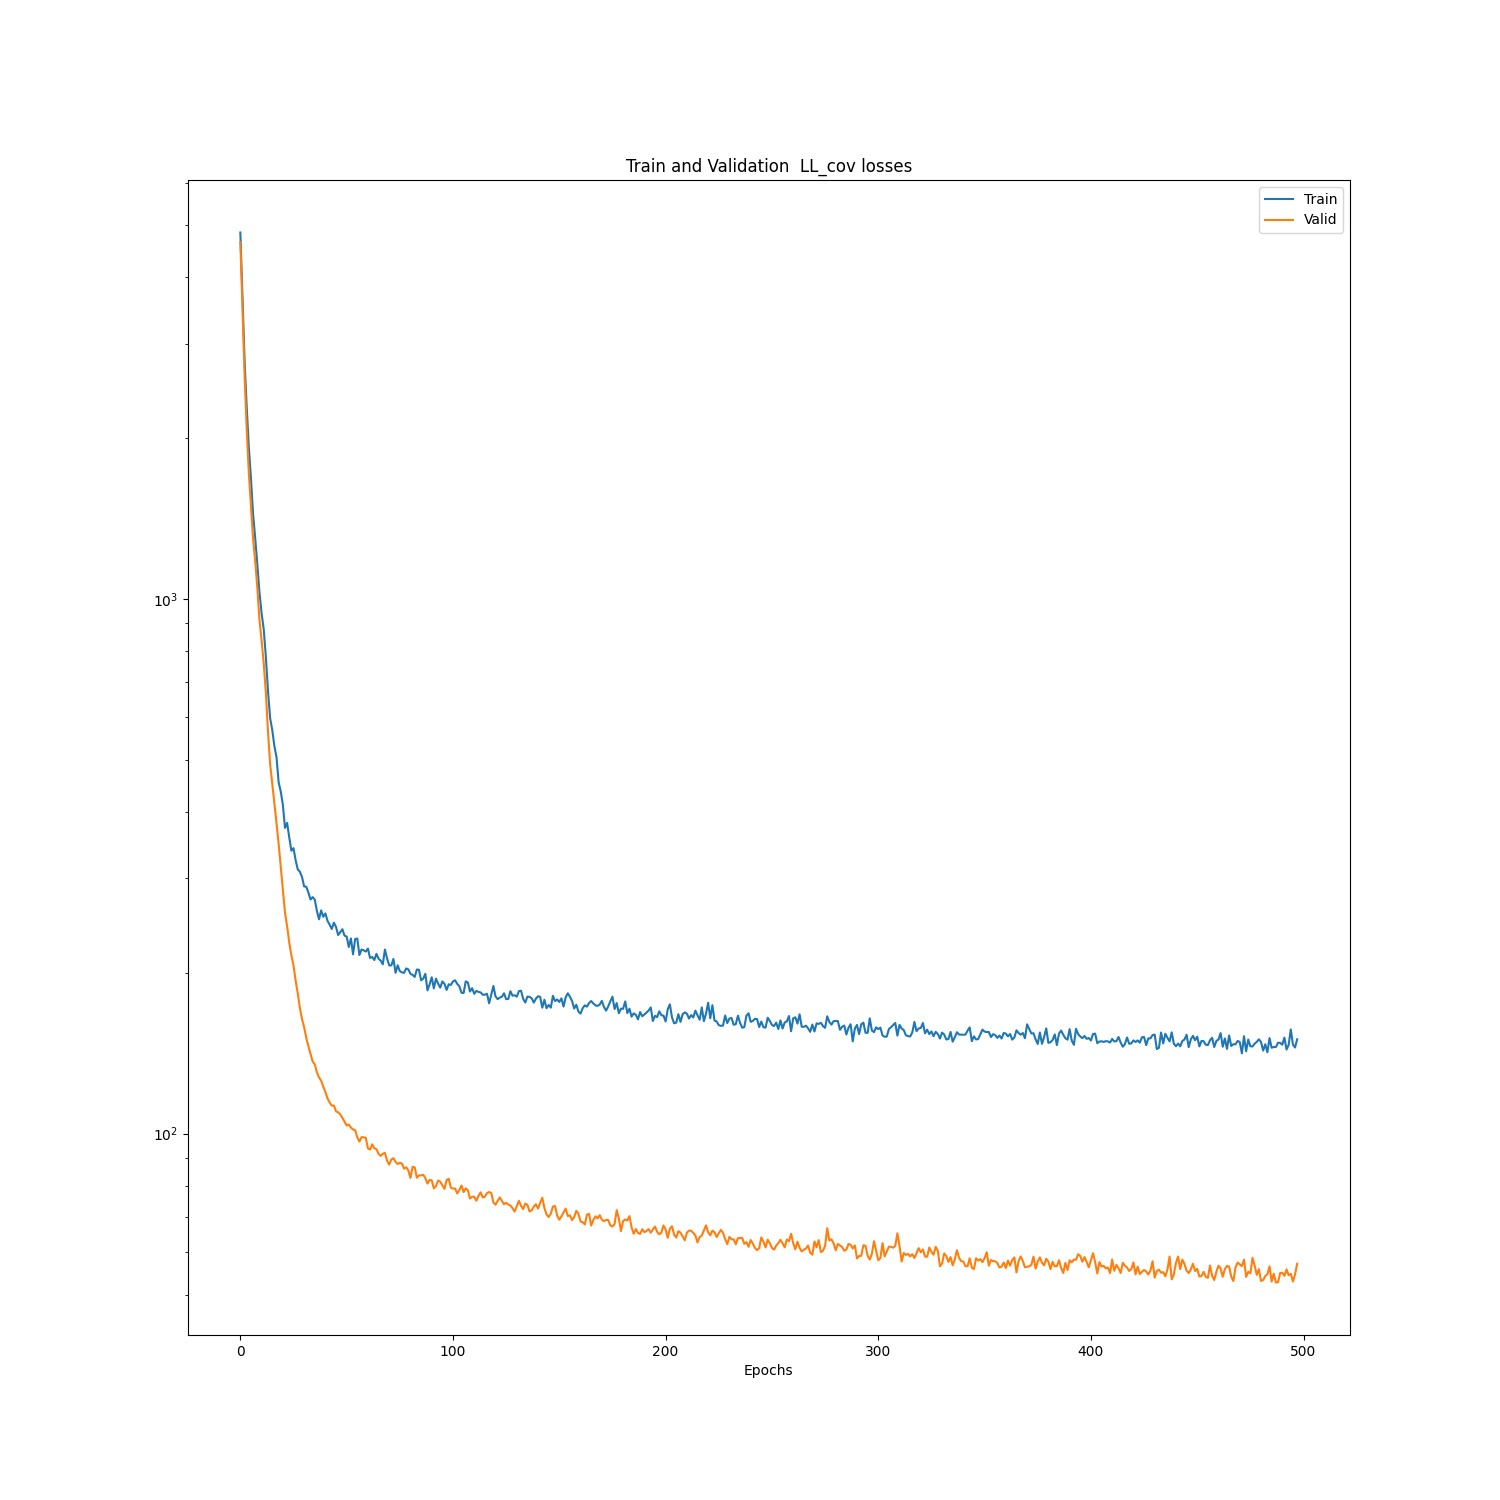 Train and Validation  LL_cov losses
Train
Valid
10³
10²
0 100 200 300 400 500
Epochs